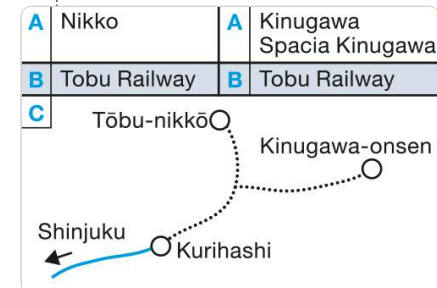 A Nikko
A Kinugawa
Spacia Kinugawa
B Tobu Railway
B Tobu Railway
C
Tōbu-nikkō
Kinugawa-onsen
Shinjuku
Kurihashi